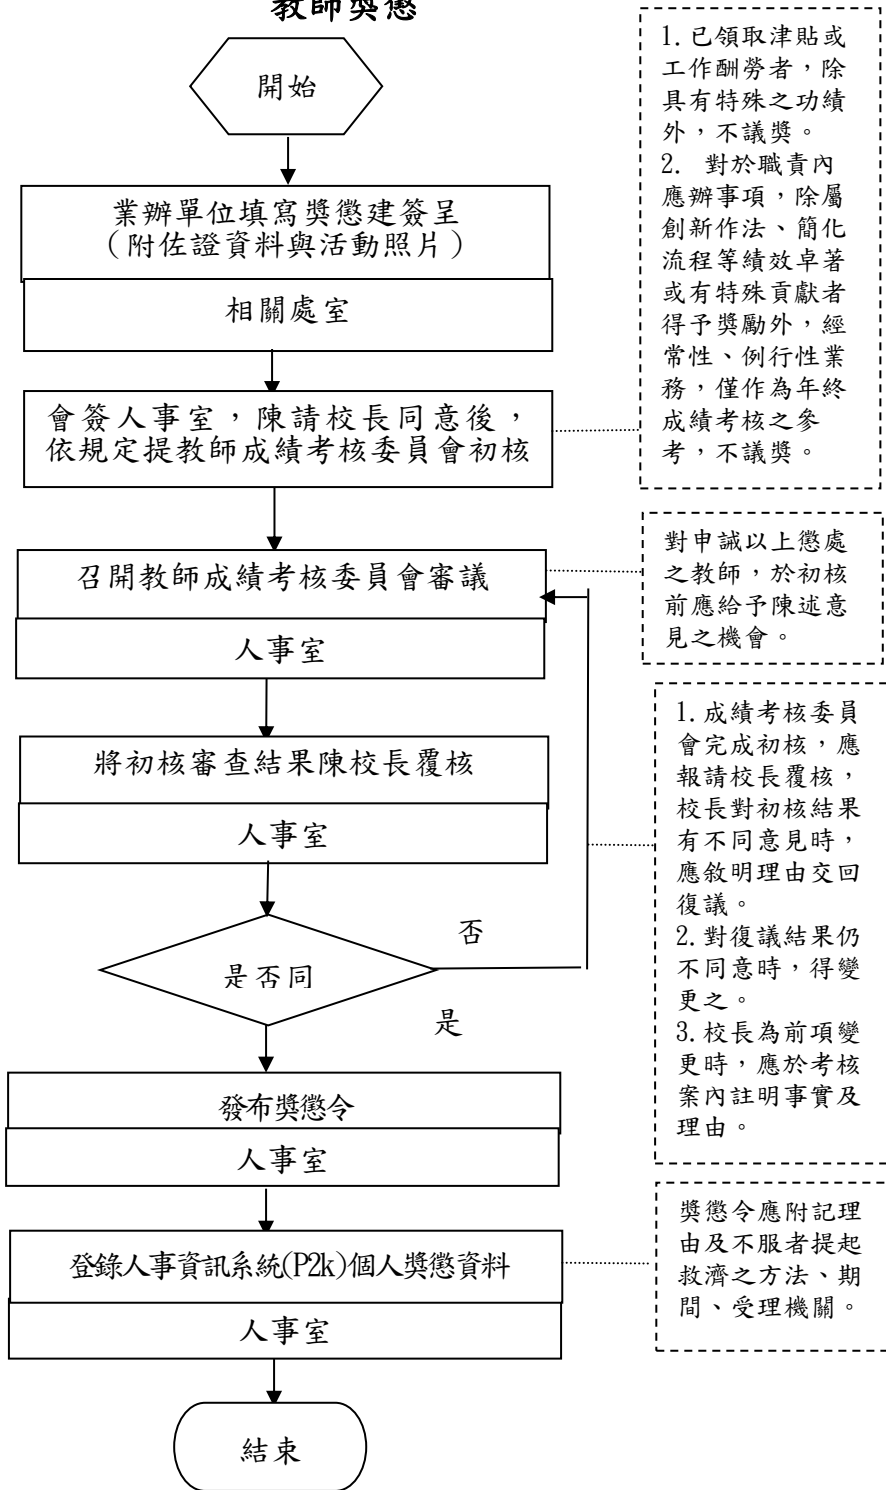 教師獎懲
開始
業辦單位填寫獎懲建簽呈
(附佐證資料與活動照片)
相關處室
會簽人事室，陳請校長同意後，
依規定提教師成績考核委員會初核
召開教師成績考核委員會審議
人事室
將初核審查結果陳校長覆核
人事室
是否同
否
是
發布獎懲令
人事室
登錄人事資訊系統(P2k)個人獎懲資料
人事室
結束
1.已領取津貼或
工作酬勞者，除
具有特殊之功績
外，不議獎。
2. 對於職責內
應辦事項，除屬
創新作法、簡化
流程等績效卓著
或有特殊貢獻者
得予獎勵外，經
常性、例行性業
務，僅作為年終
成績考核之參
考，不議獎。
對申誡以上懲處
之教師，於初核
前應給予陳述意
見之機會。
1.成績考核委員
會完成初核，應
報請校長覆核，
校長對初核結果
有不同意見時，
應敘明理由交回
復議。
2.對復議結果仍
不同意時，得變
更之。
3.校長為前項變
更時，應於考核
案內註明事實及
理由。
獎懲令應附記理
由及不服者提起
救濟之方法、期
間、受理機關。